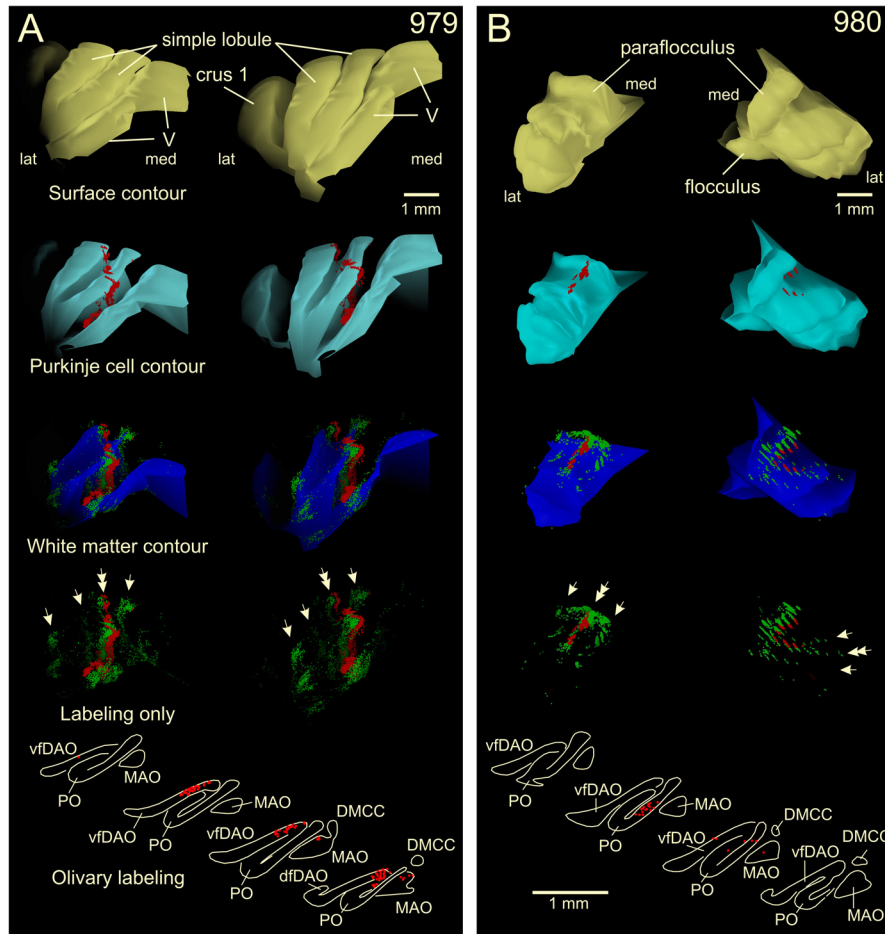 A
979
simple lobule
crus 1
V
V
lat
med
lat
med
Surface contour
1 mm
Purkinje cell contour
White matter contour
Labeling only
vfDAO
PO
MAO
vfDAO
PO
MAO
vfDAO
PO
DMCC
MAO
dfDAO
PO
DMCC
MAO
Olivary labeling
B
980
paraflocculus
med
lat
flocculus
lat
1 mm
vfDAO
PO
vfDAO
PO
MAO
vfDAO
PO
DMCC
MAO
vfDAO
PO
DMCC
MAO
1 mm